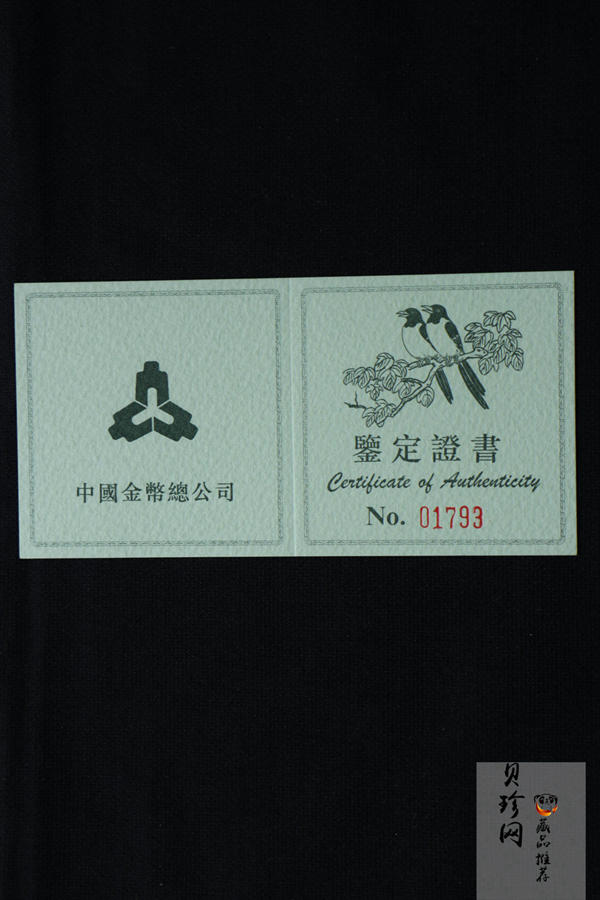 中國金幣總公司
鑒定證書
Certificate of Authenticity
No. 01793
贝珍网
藏品推荐